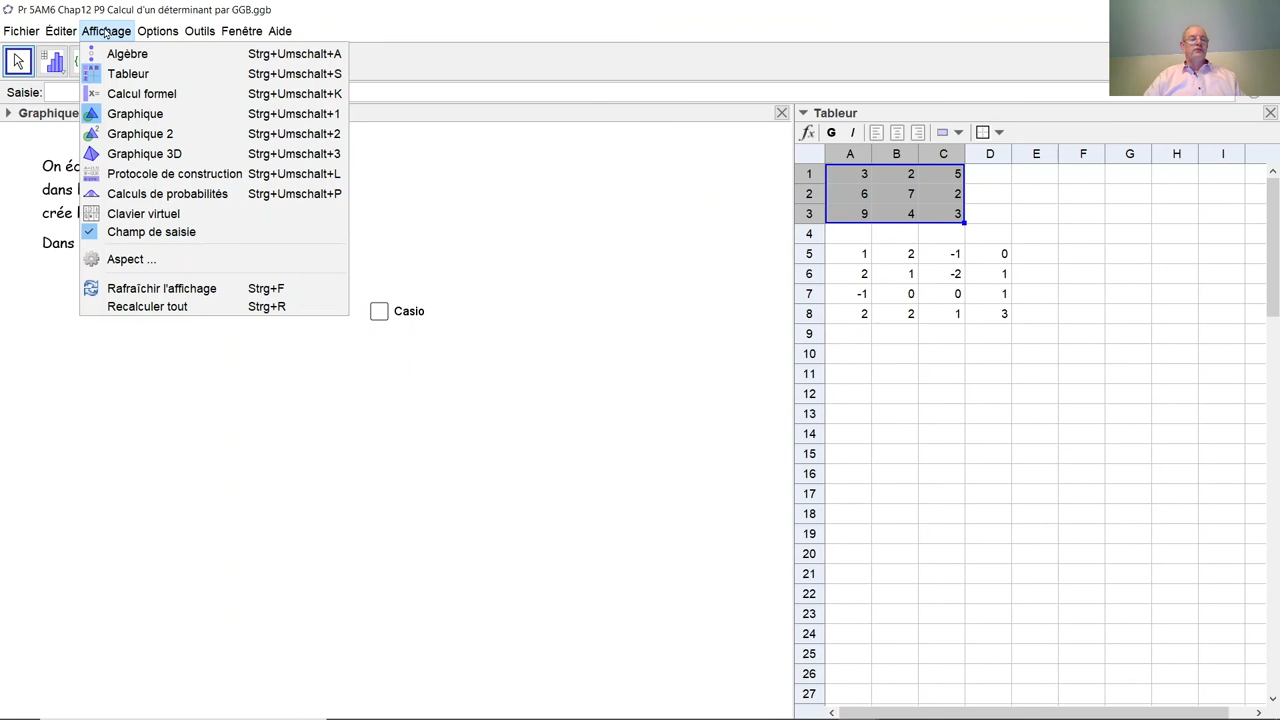 Pr 5AM6 Chap12 P9 Calcul d'un déterminant par GGB.ggb
Fichier Éditer Affichage Options Outils Fenêtre Aide
Saisie:
Graphique
On éc
dans l
crée l
Dans
Algèbre Strg+Umschalt+A
Tableur Strg+Umschalt+S
Calcul formel Strg+Umschalt+K
Graphique Strg+Umschalt+1
Graphique 2 Strg+Umschalt+2
Graphique 3D Strg+Umschalt+3
Protocole de construction Strg+Umschalt+L
Calculs de probabilités Strg+Umschalt+P
Clavier virtuel
Champ de saisie
Aspect ...
Rafraîchir l'affichage Strg+F
Recalculer tout Strg+R
Casio
Tableur
fx G I
A B C D E F G H I
1 3 2 5
2 6 7 2
3 9 4 3
4
5 1 2 -1 0
6 2 1 -2 1
7 -1 0 0 1
8 2 2 1 3
9
10
11
12
13
14
15
16
17
18
19
20
21
22
23
24
25
26
27